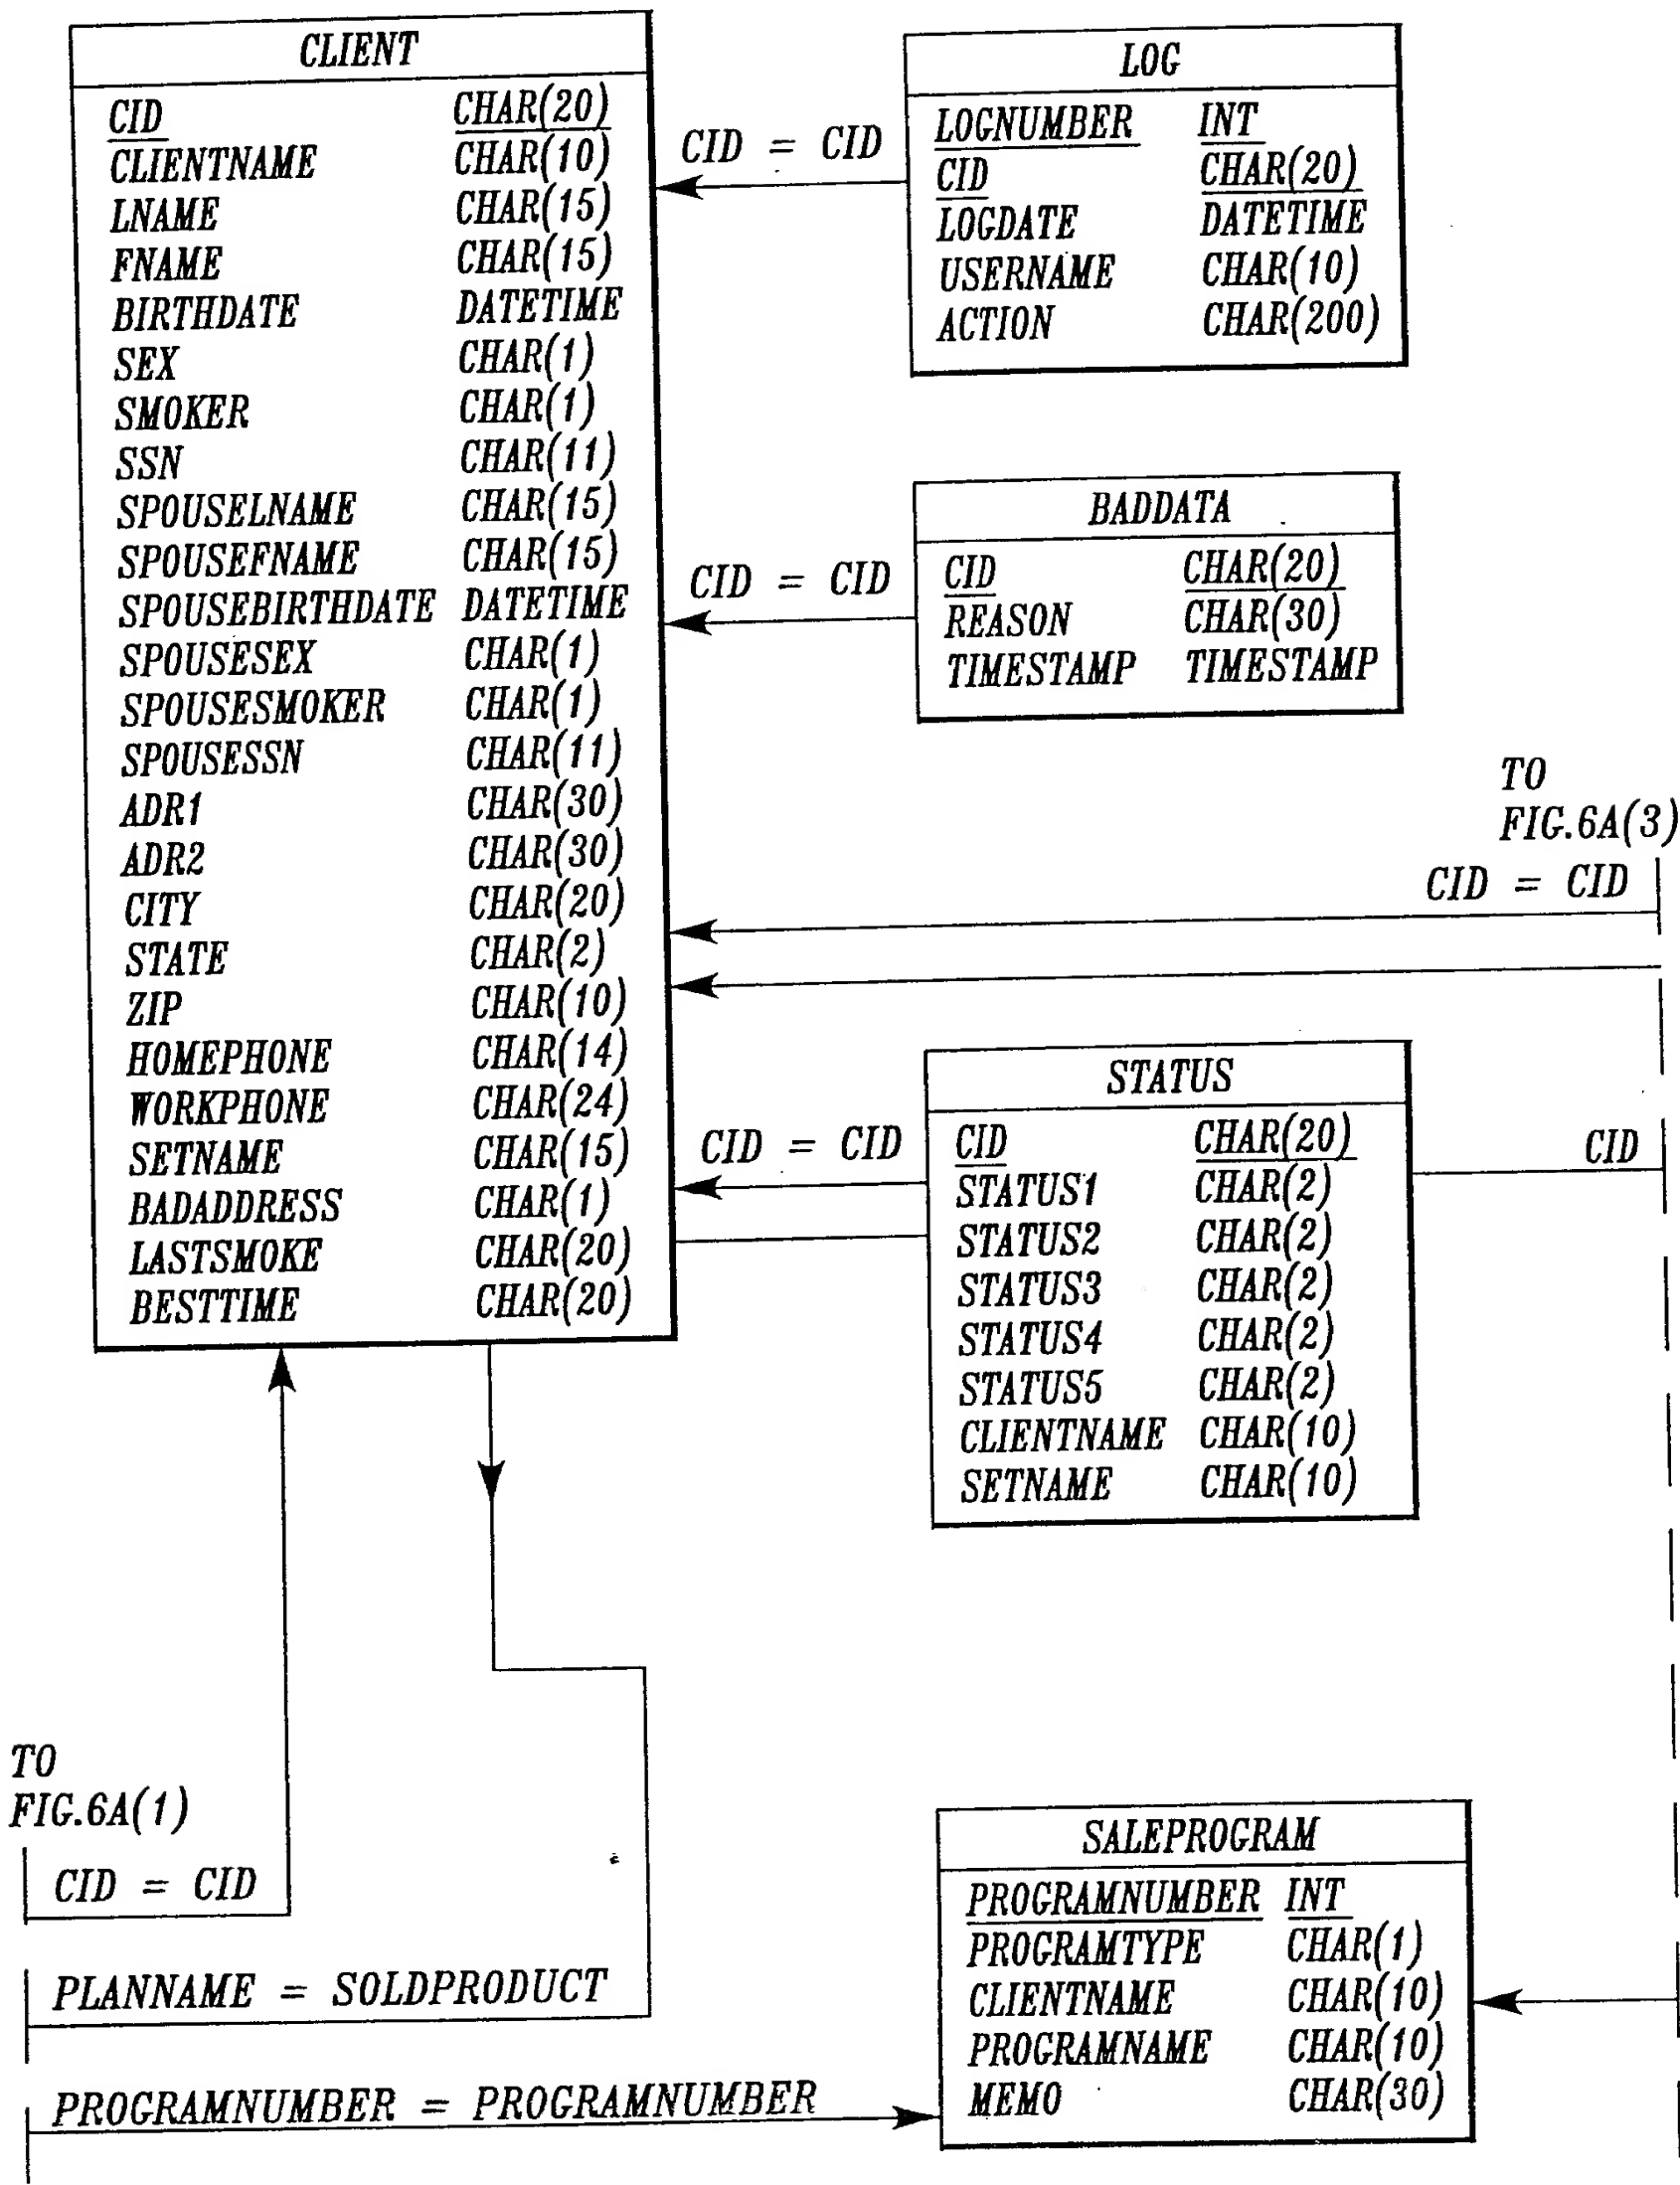 CLIENT
CID CHAR(20)
CLIENTNAME CHAR(10)
LNAME CHAR(15)
FNAME CHAR(15)
BIRTHDATE DATETIME
SEX CHAR(1)
SMOKER CHAR(1)
SSN CHAR(11)
SPOUSELNAME CHAR(15)
SPOUSEFNAME CHAR(15)
SPOUSEBIRTHDATE DATETIME
SPOUSESEX CHAR(1)
SPOUSESMOKER CHAR(1)
SPOUSESSN CHAR(11)
ADR1 CHAR(30)
ADR2 CHAR(30)
CITY CHAR(20)
STATE CHAR(2)
ZIP CHAR(10)
HOMEPHONE CHAR(14)
WORKPHONE CHAR(24)
SETNAME CHAR(15)
BADADDRESS CHAR(1)
LASTSMOKE CHAR(20)
BESTTIME CHAR(20)
CID = CID
LOG
LOGNUMBER INT
CID CHAR(20)
LOGDATE DATETIME
USERNAME CHAR(10)
ACTION CHAR(200)
CID = CID
BADDATA
CID CHAR(20)
REASON CHAR(30)
TIMESTAMP TIMESTAMP
TO
FIG.6A(3)
CID = CID
CID = CID
STATUS
CID CHAR(20)
STATUS1 CHAR(2)
STATUS2 CHAR(2)
STATUS3 CHAR(2)
STATUS4 CHAR(2)
STATUS5 CHAR(2)
CLIENTNAME CHAR(10)
SETNAME CHAR(10)
CID
TO
FIG.6A(1)
CID = CID
PLANNAME = SOLDPRODUCT
PROGRAMNUMBER = PROGRAMNUMBER
SALEPROGRAM
PROGRAMNUMBER INT
PROGRAMTYPE CHAR(1)
CLIENTNAME CHAR(10)
PROGRAMNAME CHAR(10)
MEMO CHAR(30)